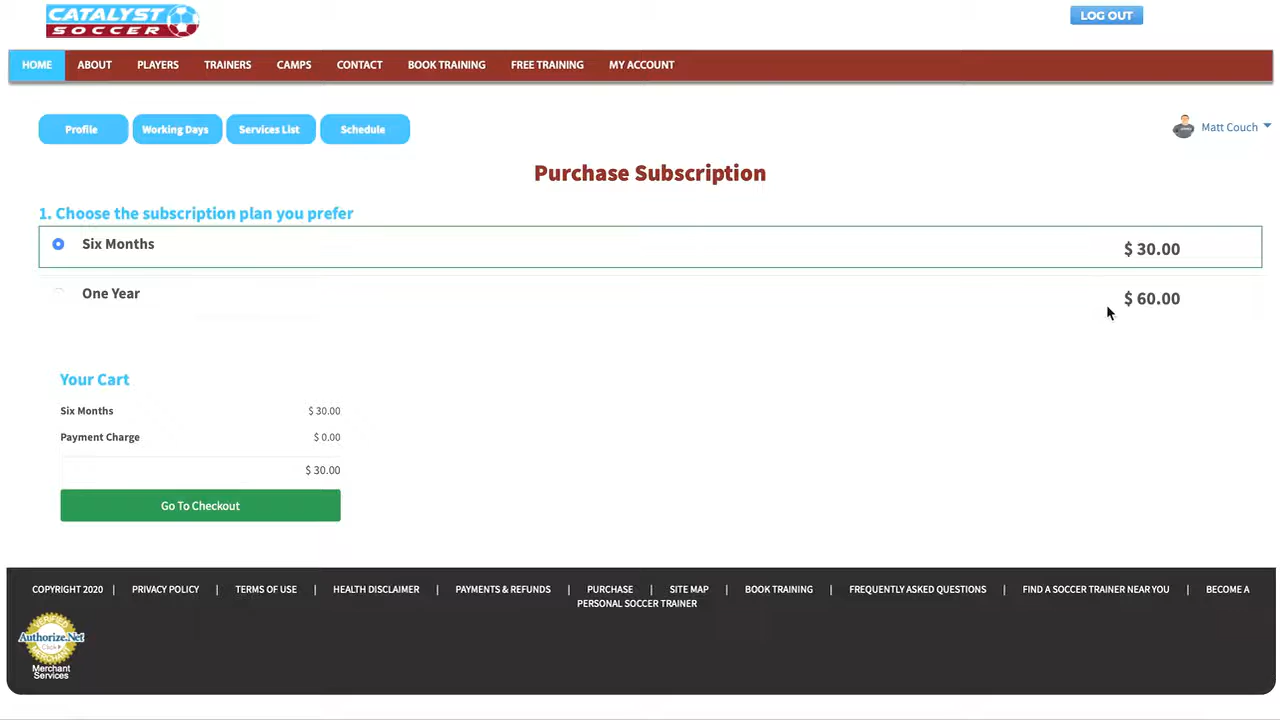 CATALYST
SOCCER
LOG OUT
HOME ABOUT PLAYERS TRAINERS CAMPS CONTACT BOOK TRAINING FREE TRAINING MY ACCOUNT
Profile Working Days Services List Schedule
Matt Couch
Purchase Subscription
1. Choose the subscription plan you prefer
Six Months $ 30.00
One Year $ 60.00
Your Cart
Six Months $ 30.00
Payment Charge $ 0.00
$ 30.00
Go To Checkout
COPYRIGHT 2020 | PRIVACY POLICY | TERMS OF USE | HEALTH DISCLAIMER | PAYMENTS & REFUNDS | PURCHASE | SITE MAP | BOOK TRAINING | FREQUENTLY ASKED QUESTIONS | FIND A SOCCER TRAINER NEAR YOU | BECOME A
PERSONAL SOCCER TRAINER
Authorize.Net
Click
Merchant
Services